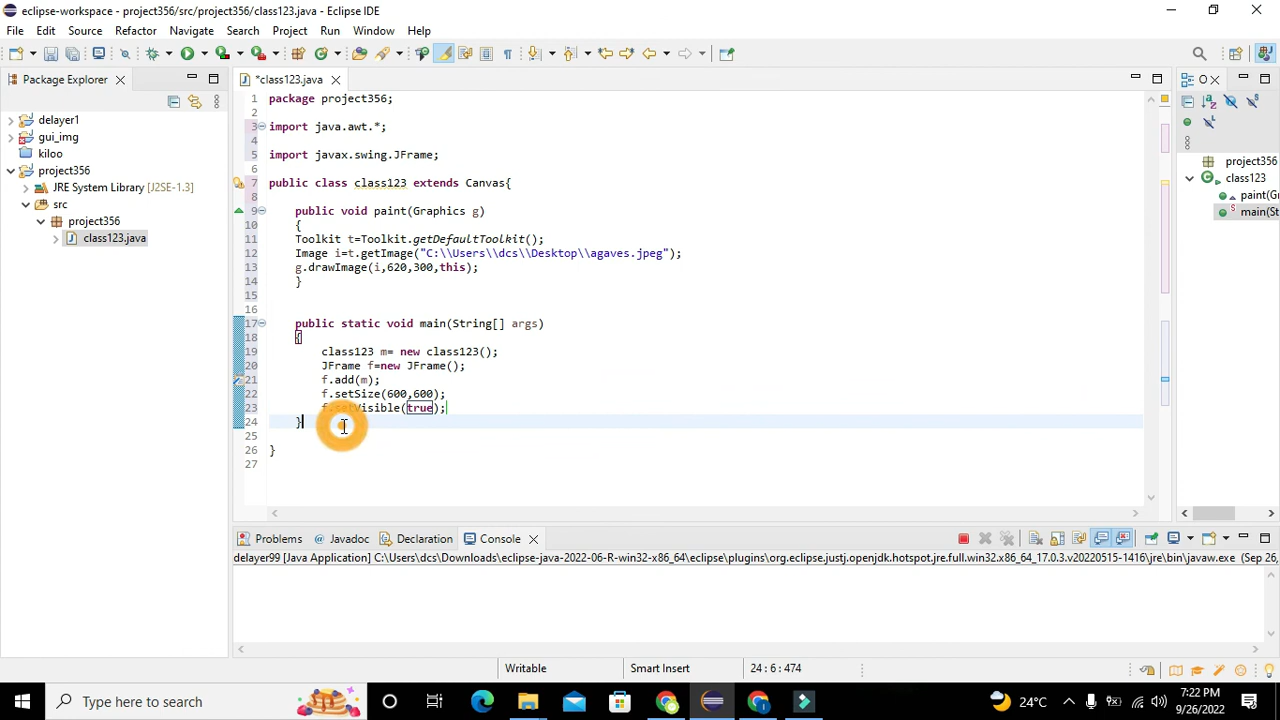 eclipse-workspace - project356/src/project356/class123.java - Eclipse IDE
File Edit Source Refactor Navigate Search Project Run Window Help
Package Explorer
delayer1
gui_img
kiloo
project356
JRE System Library [J2SE-1.3]
src
project356
class123.java
*class123.java
1 package project356;
2
3 import java.awt.*;
4
5 import javax.swing.JFrame;
6
7 public class class123 extends Canvas{
8
9 public void paint(Graphics g)
10 {
11 Toolkit t=Toolkit.getDefaultToolkit();
12 Image i=t.getImage("C:\\Users\\dcs\\Desktop\\agaves.jpeg");
13 g.drawImage(i,620,300,this);
14 }
15
16
17 public static void main(String[] args)
18 {
19 class123 m= new class123();
20 JFrame f=new JFrame();
21 f.add(m);
22 f.setSize(600,600);
23 f.setVisible(true);
24 }
25
26 }
27
O
project356
class123
paint(G
main(St
Problems Javadoc Declaration Console
delayer99 [Java Application] C:\Users\dcs\Downloads\eclipse-java-2022-06-R-win32-x86_64\eclipse\plugins\org.eclipse.justj.openjdk.hotspot.jre.full.win32.x86_64_17.0.3.v20220515-1416\jre\bin\javaw.exe (Sep 26,
Writable Smart Insert 24 : 6 : 474
Type here to search
24°C
7:22 PM
9/26/2022